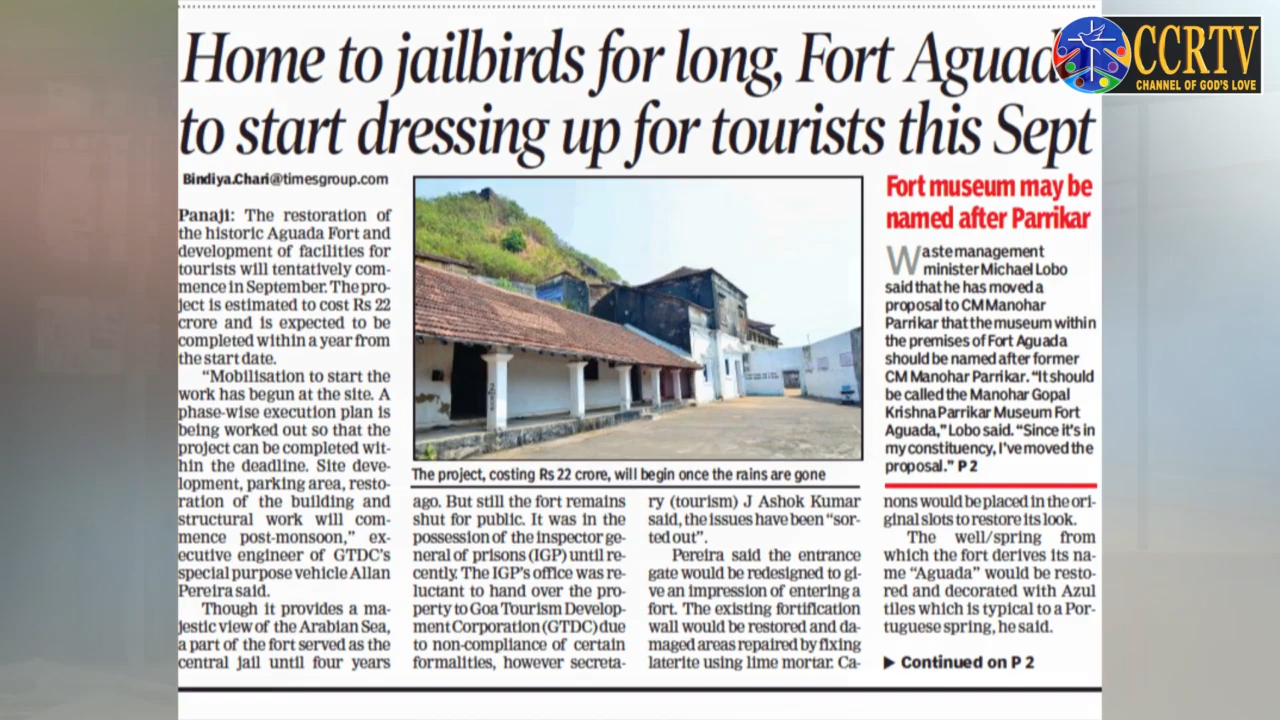 Home to jailbirds for long, Fort Aguad
to start dressing up for tourists this Sept
CCRTV
CHANNEL OF GOD'S LOVE
Bindiya.Chari@timesgroup.com
Panaji: The restoration of
the historic Aguada Fort and
development of facilities for
tourists will tentatively com-
mence in September. The pro-
ject is estimated to cost Rs 22
crore and is expected to be
completed within a year from
the start date.
"Mobilisation to start the
work has begun at the site. A
phase-wise execution plan is
being worked out so that the
project can be completed wit-
hin the deadline. Site deve-
lopment, parking area, resto-
ration of the building and
structural work will com-
mence post-monsoon," ex-
ecutive engineer of GTDC's
special purpose vehicle Allan
Pereira said.
Though it provides a ma-
jestic view of the Arabian Sea,
a part of the fort served as the
central jail until four years
The project, costing Rs 22 crore, will begin once the rains are gone
ago. But still the fort remains
shut for public. It was in the
possession of the inspector ge-
neral of prisons (IGP) until re-
cently. The IGP's office was re-
luctant to hand over the pro-
perty to Goa Tourism Develop-
ment Corporation (GTDC) due
to non-compliance of certain
formalities, however secreta-
ry (tourism) J Ashok Kumar
said, the issues have been "sor-
ted out".
Pereira said the entrance
gate would be redesigned to gi-
ve an impression of entering a
fort. The existing fortification
wall would be restored and da-
maged areas repaired by fixing
laterite using lime mortar. Ca-
Fort museum may be
named after Parrikar
Waste management
minister Michael Lobo
said that he has moved a
proposal to CM Manohar
Parrikar that the museum within
the premises of Fort Aguada
should be named after former
CM Manohar Parrikar. "It should
be called the Manohar Gopal
Krishna Parrikar Museum Fort
Aguada," Lobo said. "Since it's in
my constituency, I've moved the
proposal." P 2
nons would be placed in the ori-
ginal slots to restore its look.
The well/spring from
which the fort derives its na-
me "Aguada" would be resto-
red and decorated with Azul
tiles which is typical to a Por-
tuguese spring, he said.
▶ Continued on P 2